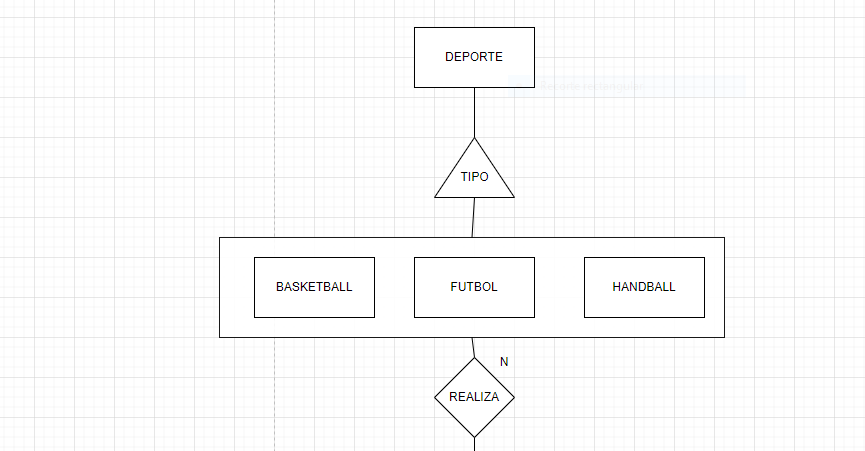 DEPORTE
TIPO
BASKETBALL
FUTBOL
HANDBALL
N
REALIZA